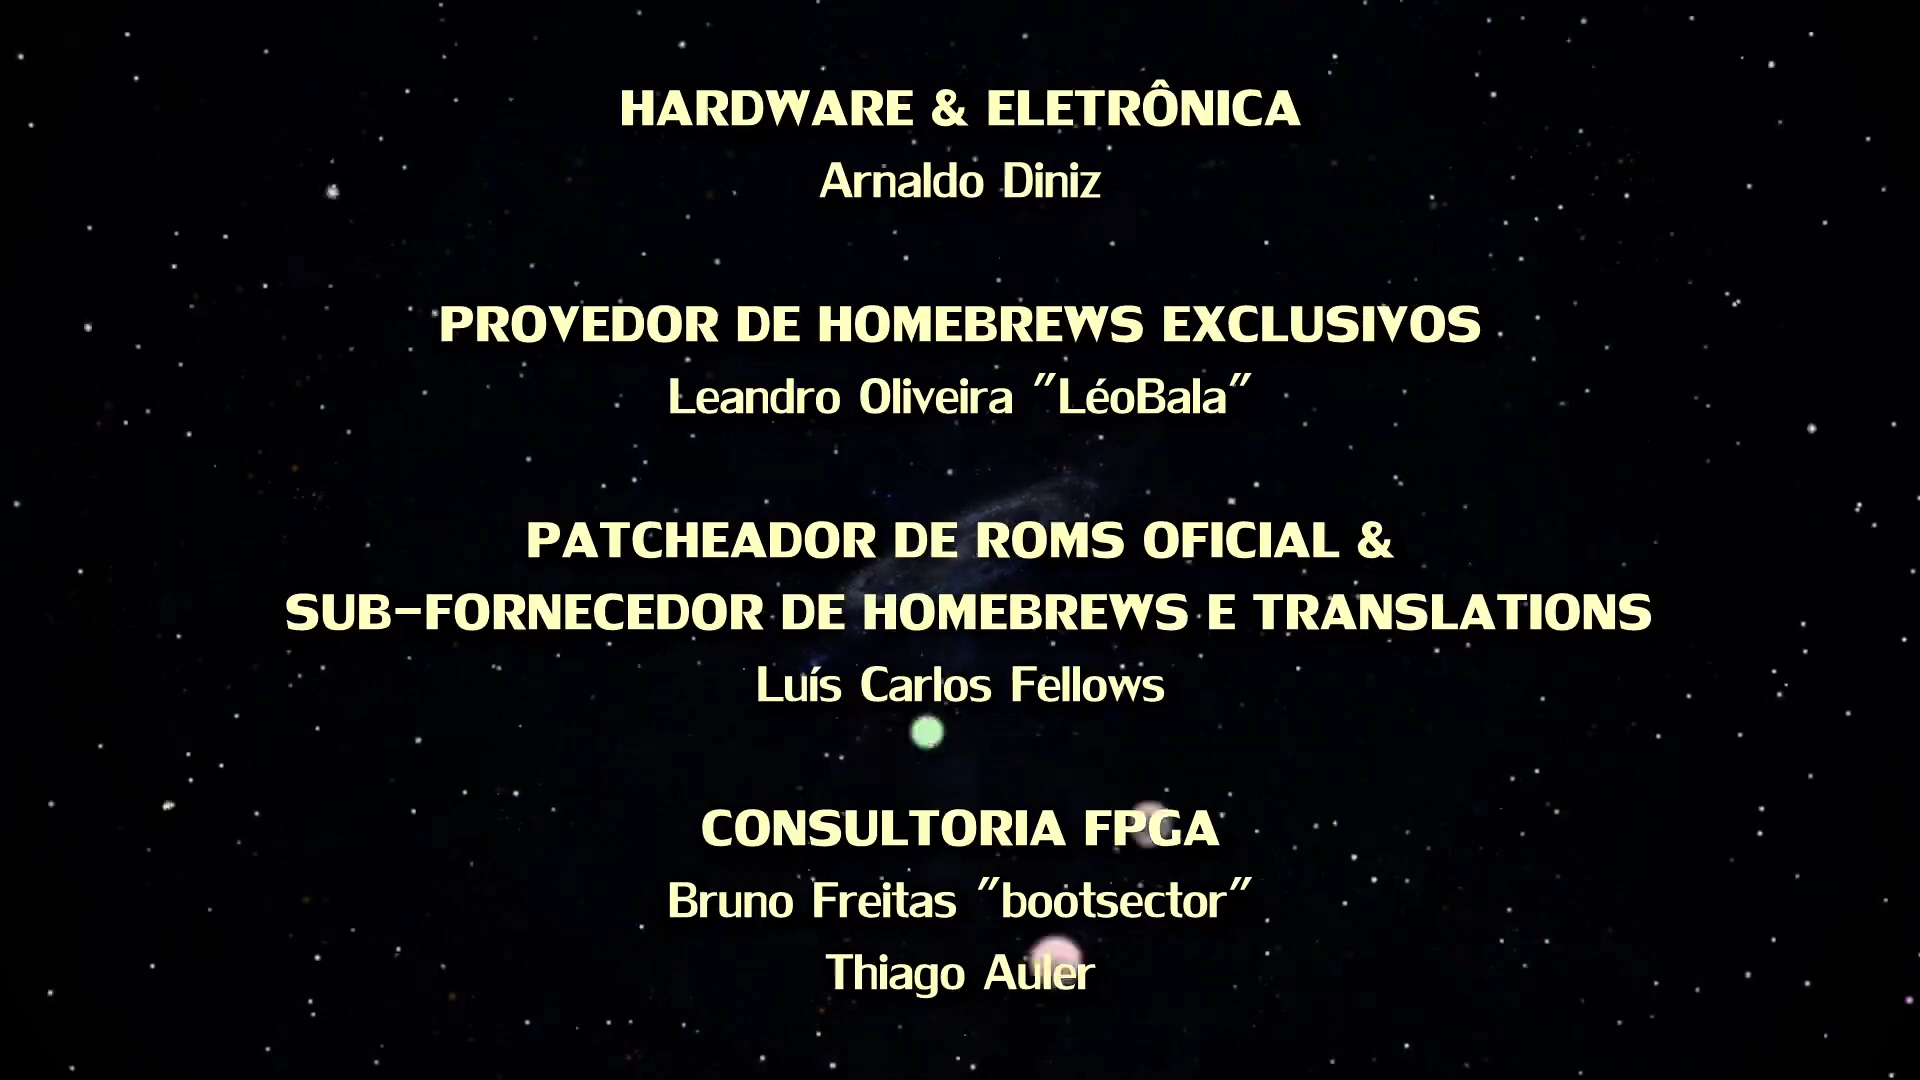 HARDWARE & ELETRÔNICA
Arnaldo Diniz
PROVEDOR DE HOMEBREWS EXCLUSIVOS
Leandro Oliveira "LéoBala"
PATCHEADOR DE ROMS OFICIAL &
SUB-FORNECEDOR DE HOMEBREWS E TRANSLATIONS
Luís Carlos Fellows
CONSULTORIA FPGA
Bruno Freitas "bootsector"
Thiago Auler